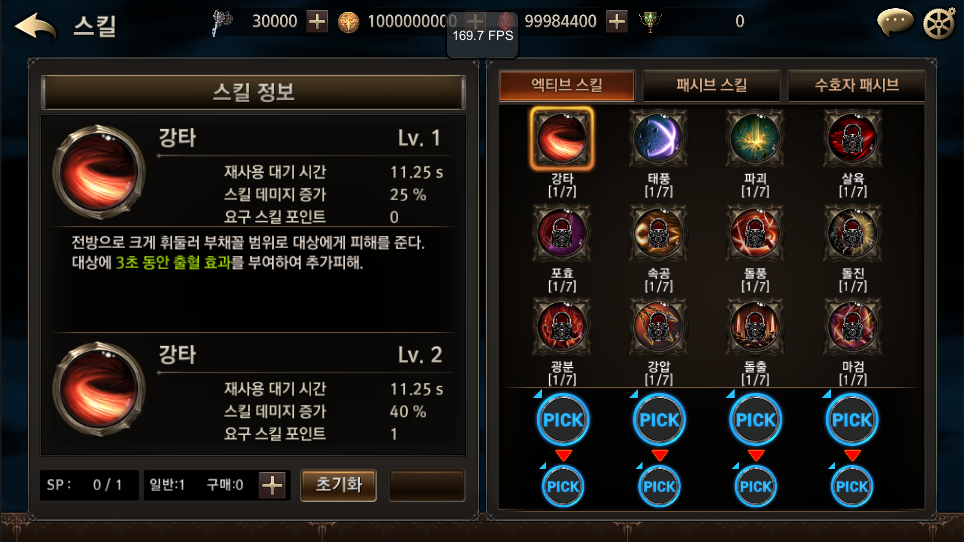 스킬
30000
1000000000
99984400
0
169.7 FPS
스킬 정보
강타 Lv. 1
재사용 대기 시간 11.25 s
스킬 데미지 증가 25 %
요구 스킬 포인트 0
전방으로 크게 휘둘러 부채꼴 범위로 대상에게 피해를 준다.
대상에 3초 동안 출혈 효과를 부여하여 추가피해.
강타 Lv. 2
재사용 대기 시간 11.25 s
스킬 데미지 증가 40 %
요구 스킬 포인트 1
SP : 0 / 1 일반:1 구매:0 초기화
엑티브 스킬 패시브 스킬 수호자 패시브
강타 태풍 파괴 살육
[1/7] [1/7] [1/7] [1/7]
포효 속공 돌풍 돌진
[1/7] [1/7] [1/7] [1/7]
광분 강압 돌출 마검
[1/7] [1/7] [1/7] [1/7]
PICK PICK PICK PICK
PICK PICK PICK PICK